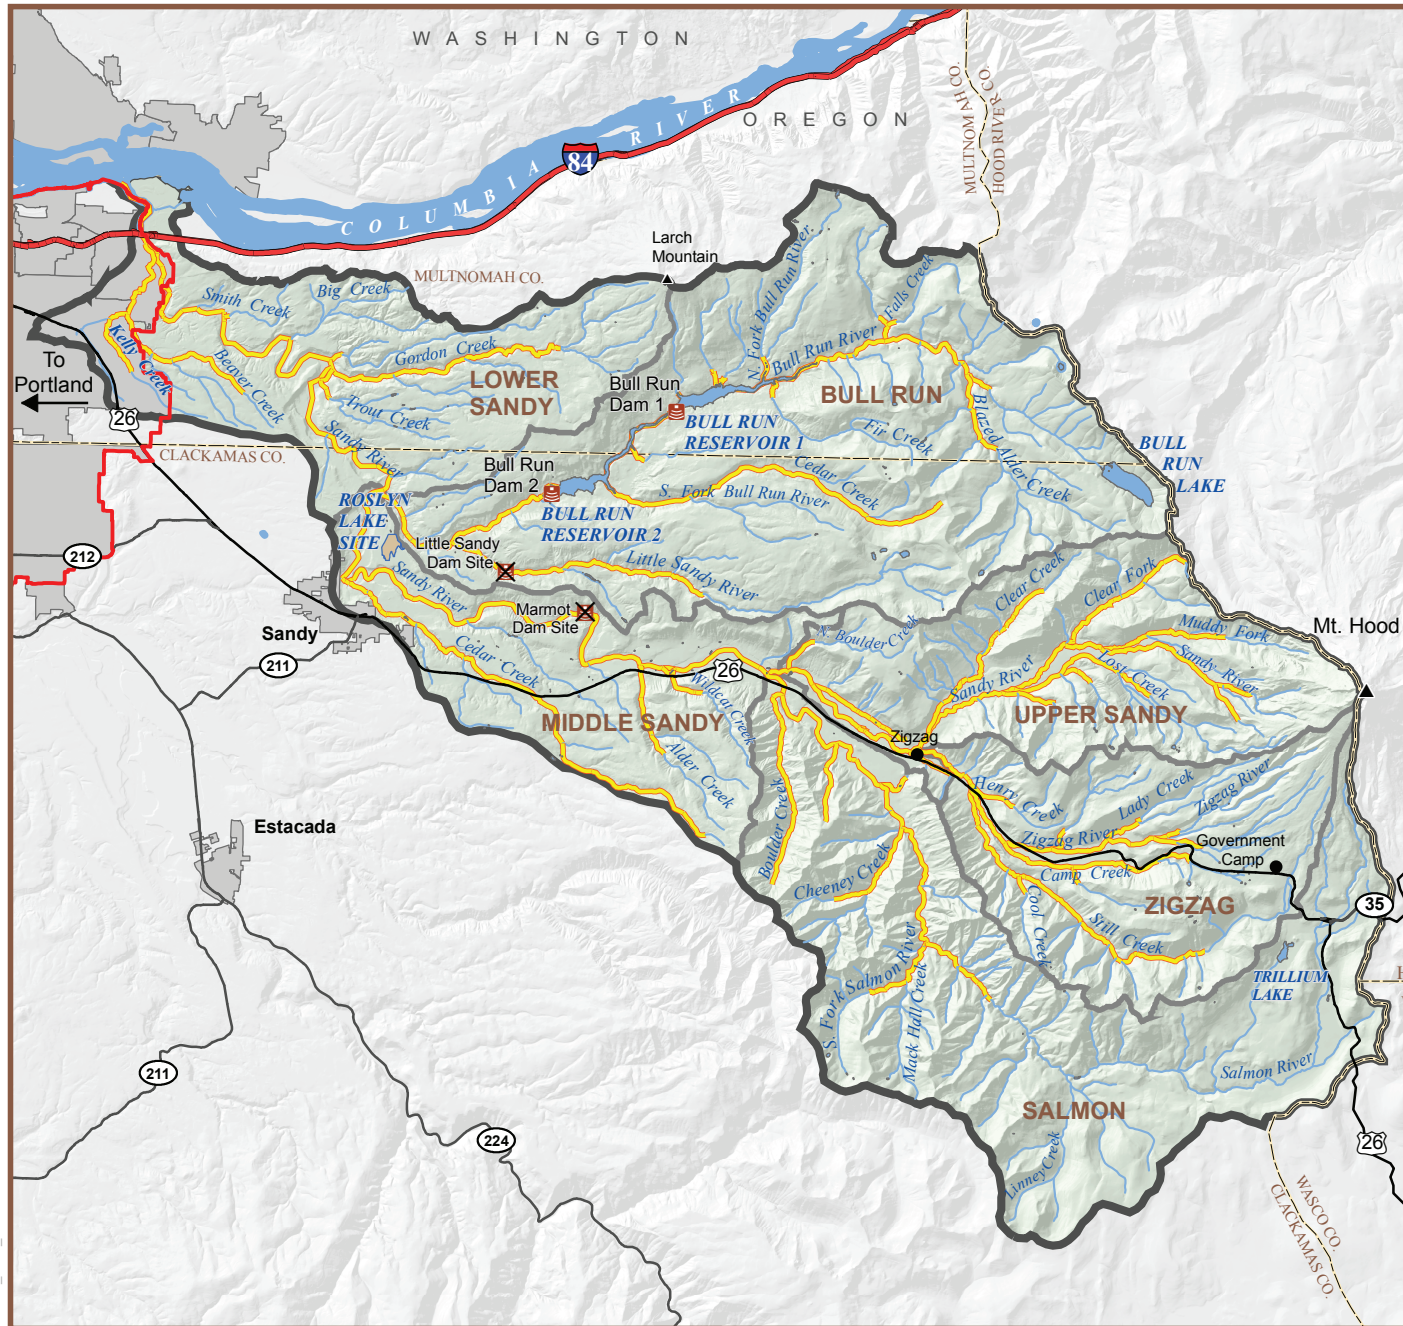 WASHINGTON
OREGON
COLUMBIA RIVER
84
MULTNOMAH CO.
HOOD RIVER CO.
Larch
Mountain
MULTNOMAH CO.
Smith Creek
Big Creek
Gordon Creek
Kelly Creek
Beaver Creek
Trout Creek
LOWER
SANDY
To
Portland
26
N. Fork Bull Run River
Falls Creek
Bull Run River
BULL RUN
Bull Run
Dam 1
BULL RUN
RESERVOIR 1
Fir Creek
Blazed Alder Creek
BULL
RUN
LAKE
CLACKAMAS CO.
Sandy River
Bull Run
Dam 2
Cedar Creek
S. Fork Bull Run River
BULL RUN
RESERVOIR 2
ROSLYN
LAKE
SITE
Little Sandy
Dam Site
Little Sandy River
212
Sandy River
Marmot
Dam Site
Clear Creek
Clear Fork
N. Boulder Creek
Muddy Fork
Mt. Hood
Sandy
211
Cedar Creek
26
Wildcat Creek
Sandy River
Lost Creek
Sandy River
MIDDLE SANDY
UPPER SANDY
Zigzag
Alder Creek
Boulder Creek
Henry Creek
Lady Creek
Zigzag River
Zigzag River
Government
Camp
Estacada
Cheeney Creek
Camp Creek
Cool Creek
ZIGZAG
35
Still Creek
S. Fork Salmon River
Mack Hall Creek
TRILLIUM
LAKE
H
Salmon River
211
SALMON
224
26
Linney Creek
WASCO CO.
CLACKAMAS CO.